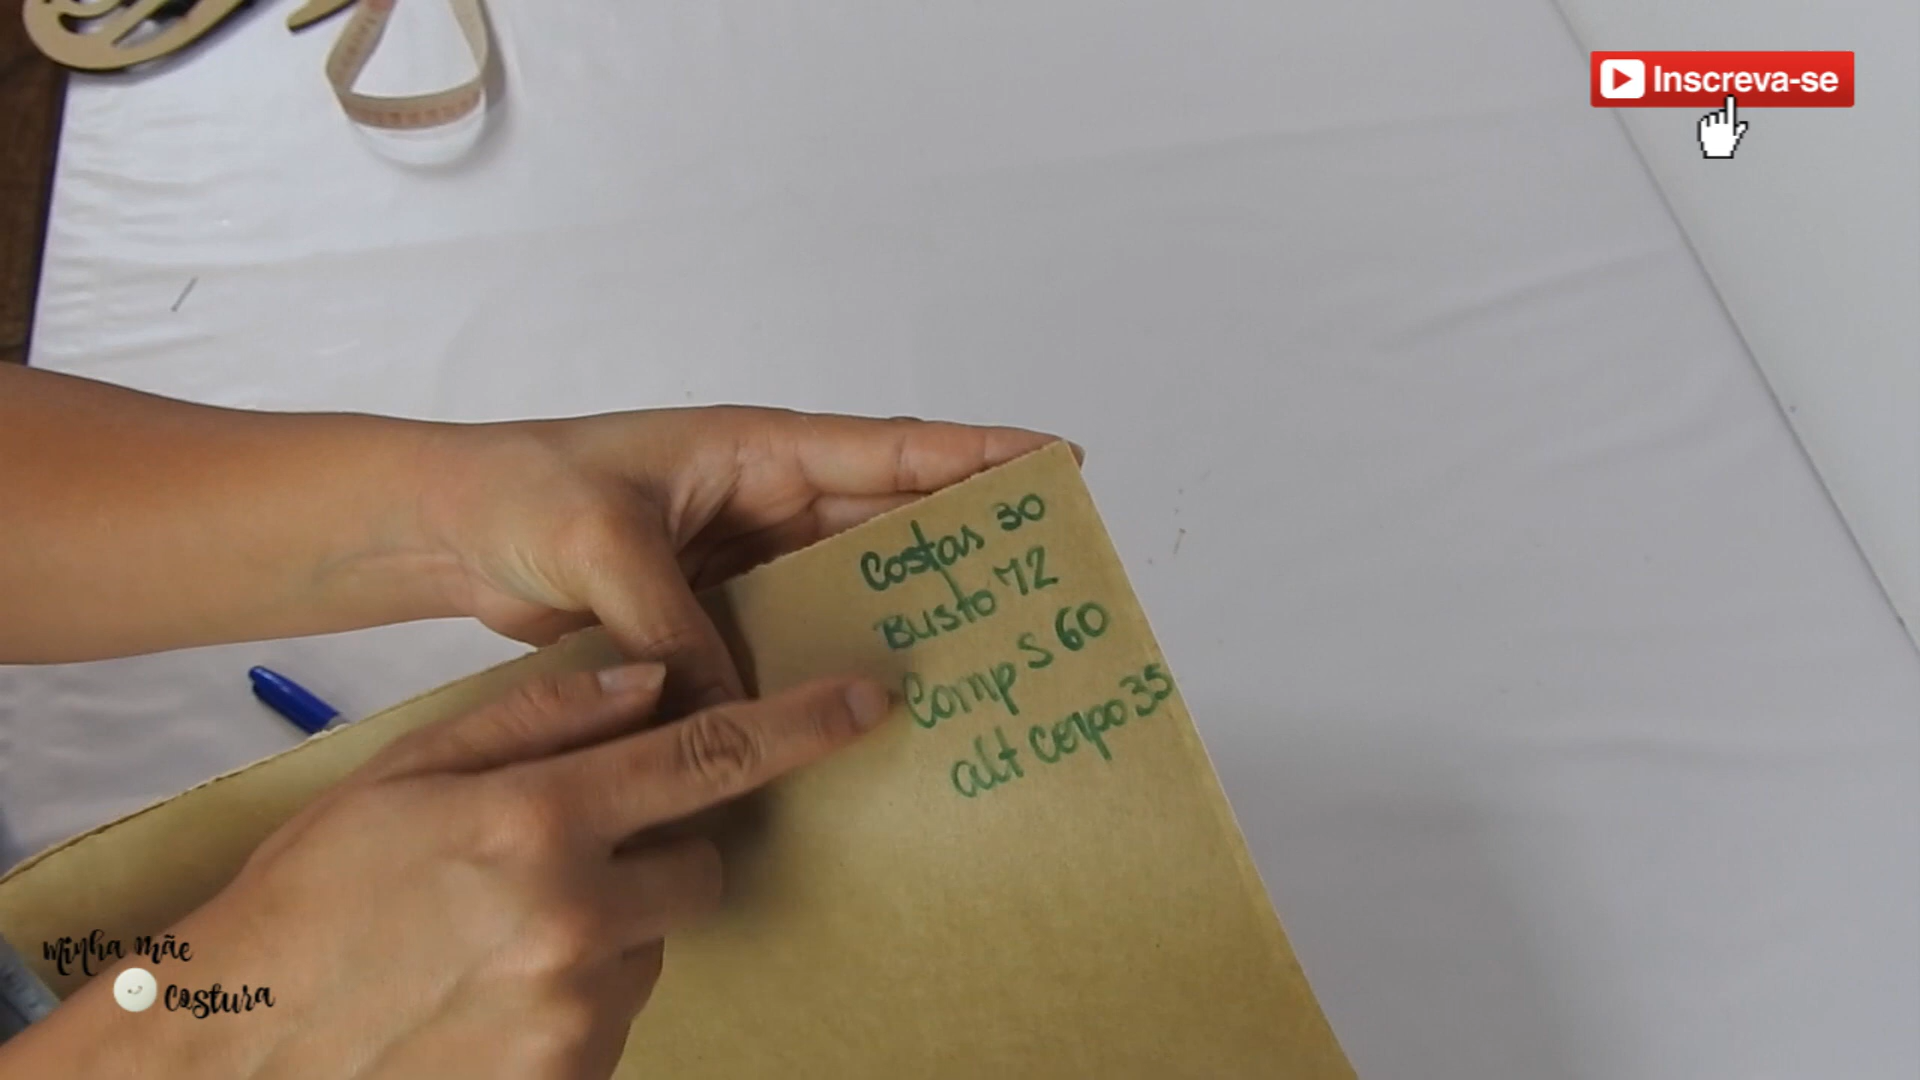 Inscreva-se
Costas 30
Busto 72
Comp S 60
alt corpo 35
minha mãe
costura